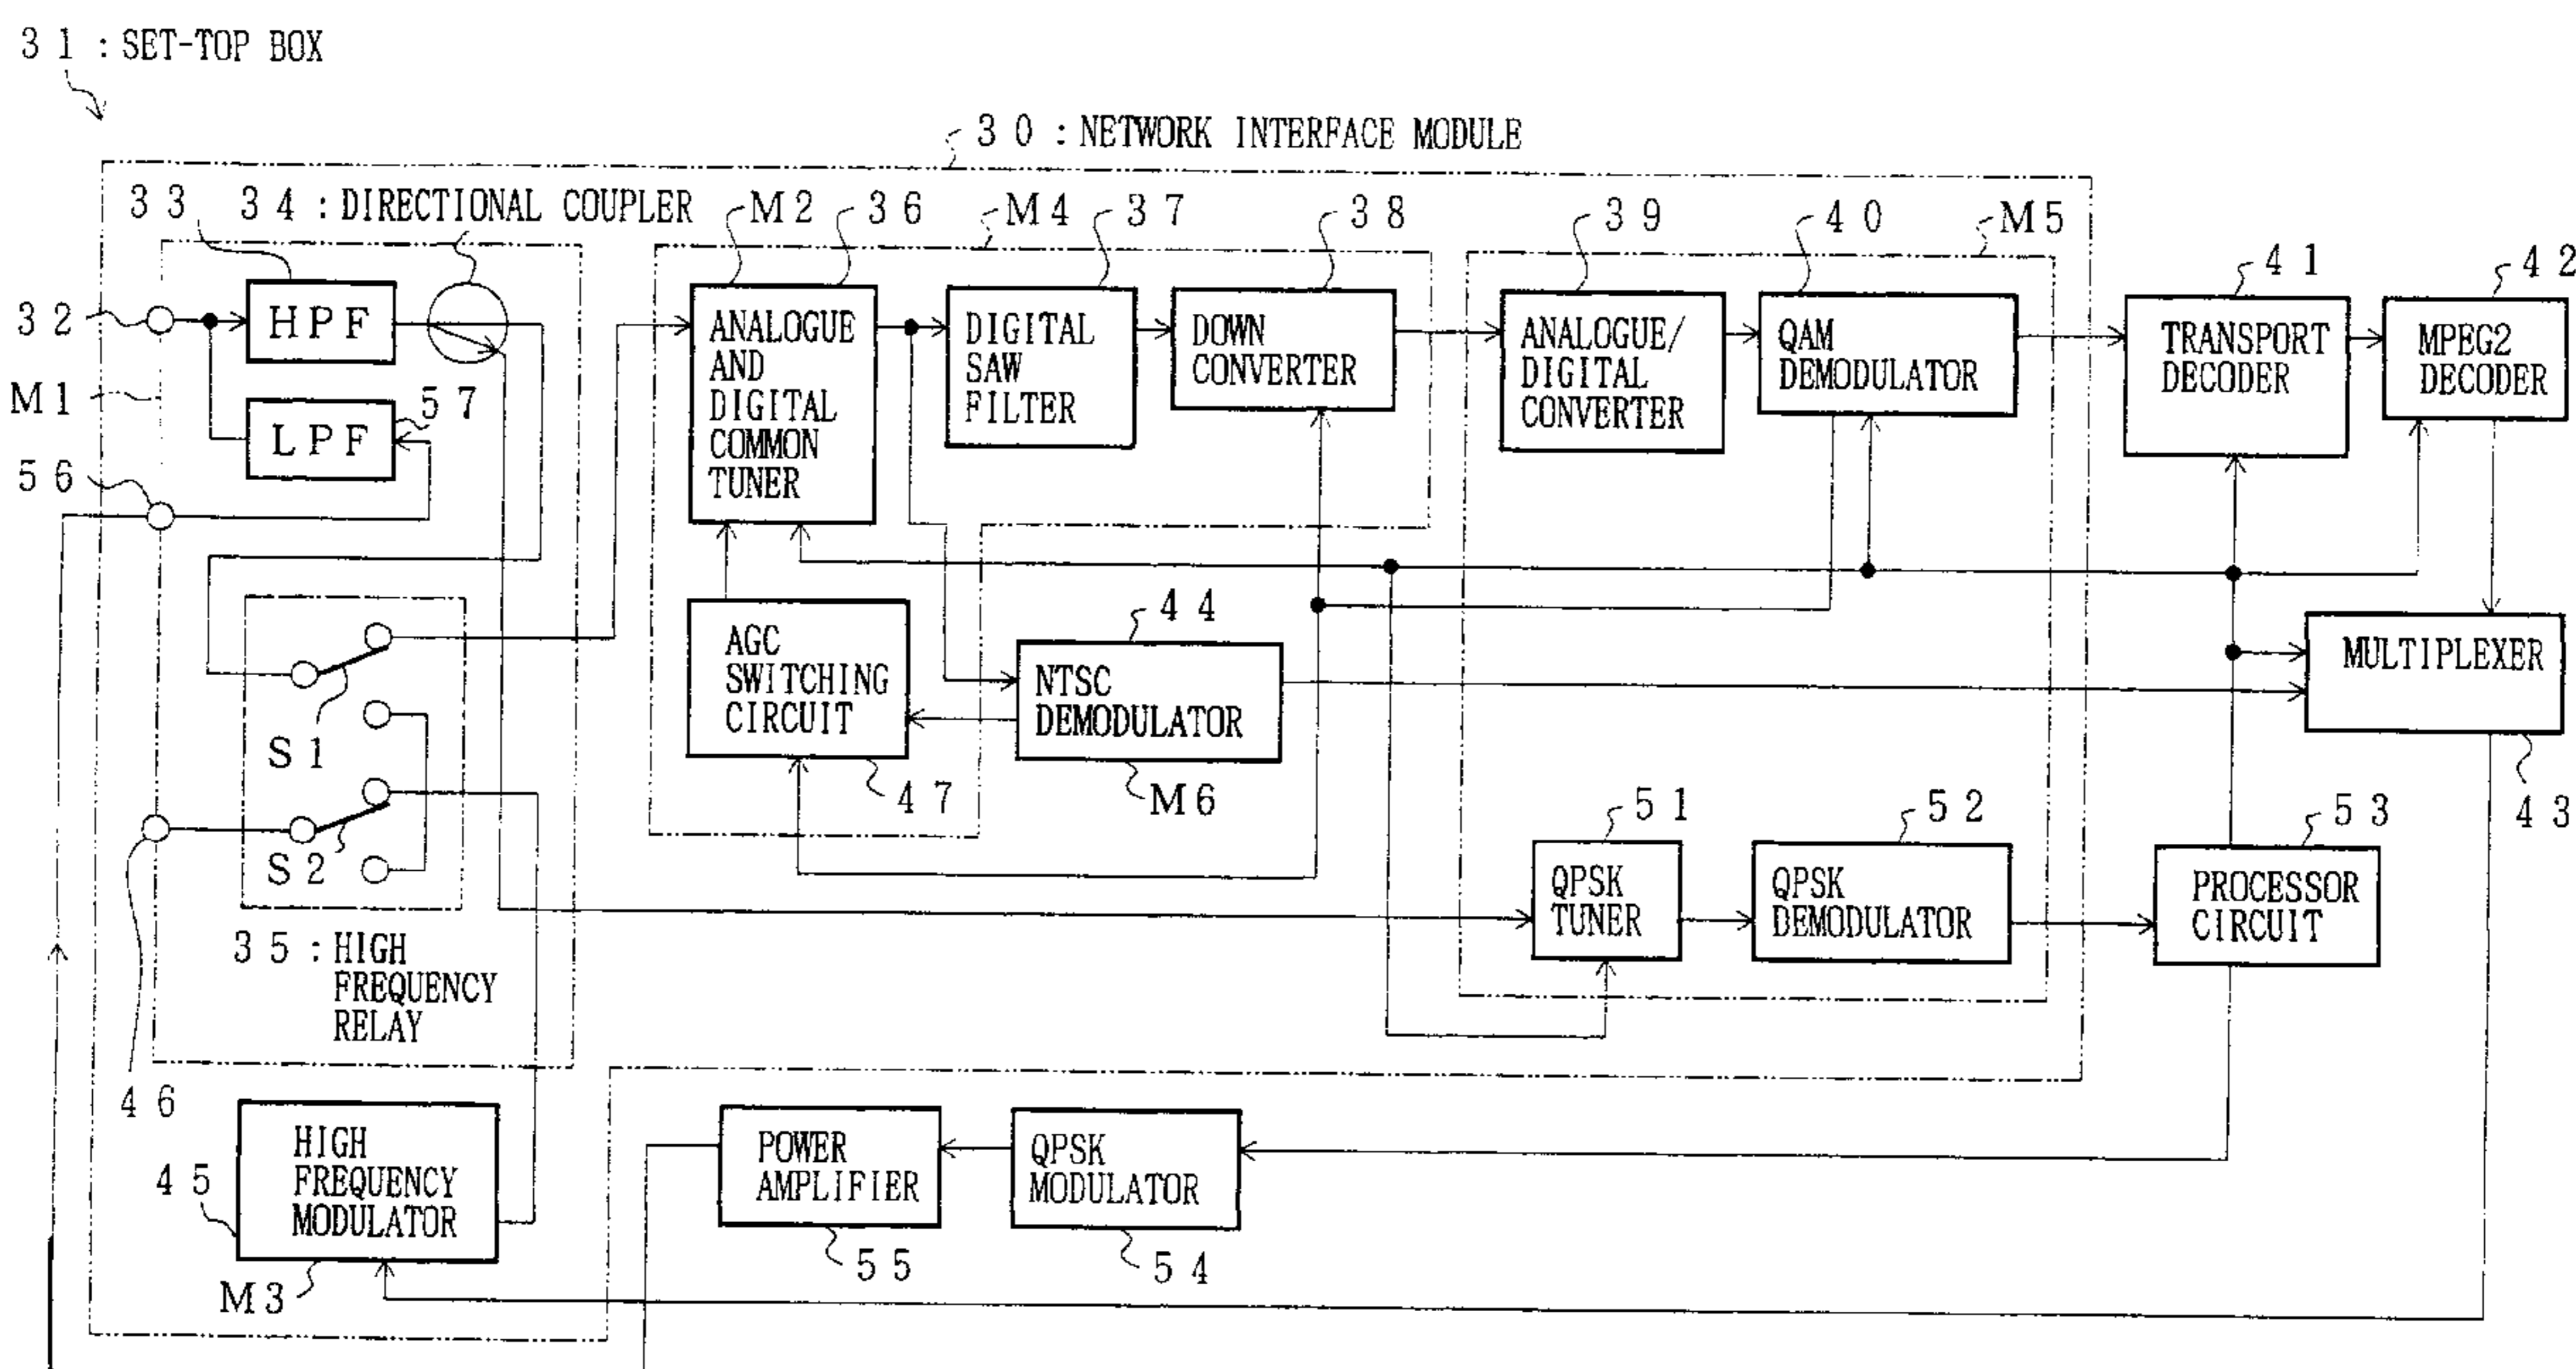 31 : SET-TOP BOX
30 : NETWORK INTERFACE MODULE
33
34 : DIRECTIONAL COUPLER
M2
36
M4
37
38
39
40
M5
41
42
32
HPF
ANALOGUE
AND
DIGITAL
COMMON
TUNER
DIGITAL
SAW
FILTER
DOWN
CONVERTER
ANALOGUE/
DIGITAL
CONVERTER
QAM
DEMODULATOR
TRANSPORT
DECODER
MPEG2
DECODER
M1
57
LPF
56
AGC
SWITCHING
CIRCUIT
44
NTSC
DEMODULATOR
MULTIPLEXER
S1
47
M6
43
S2
51
52
53
QPSK
TUNER
QPSK
DEMODULATOR
PROCESSOR
CIRCUIT
35 : HIGH
FREQUENCY
RELAY
46
45
HIGH
FREQUENCY
MODULATOR
POWER
AMPLIFIER
QPSK
MODULATOR
55
54
M3